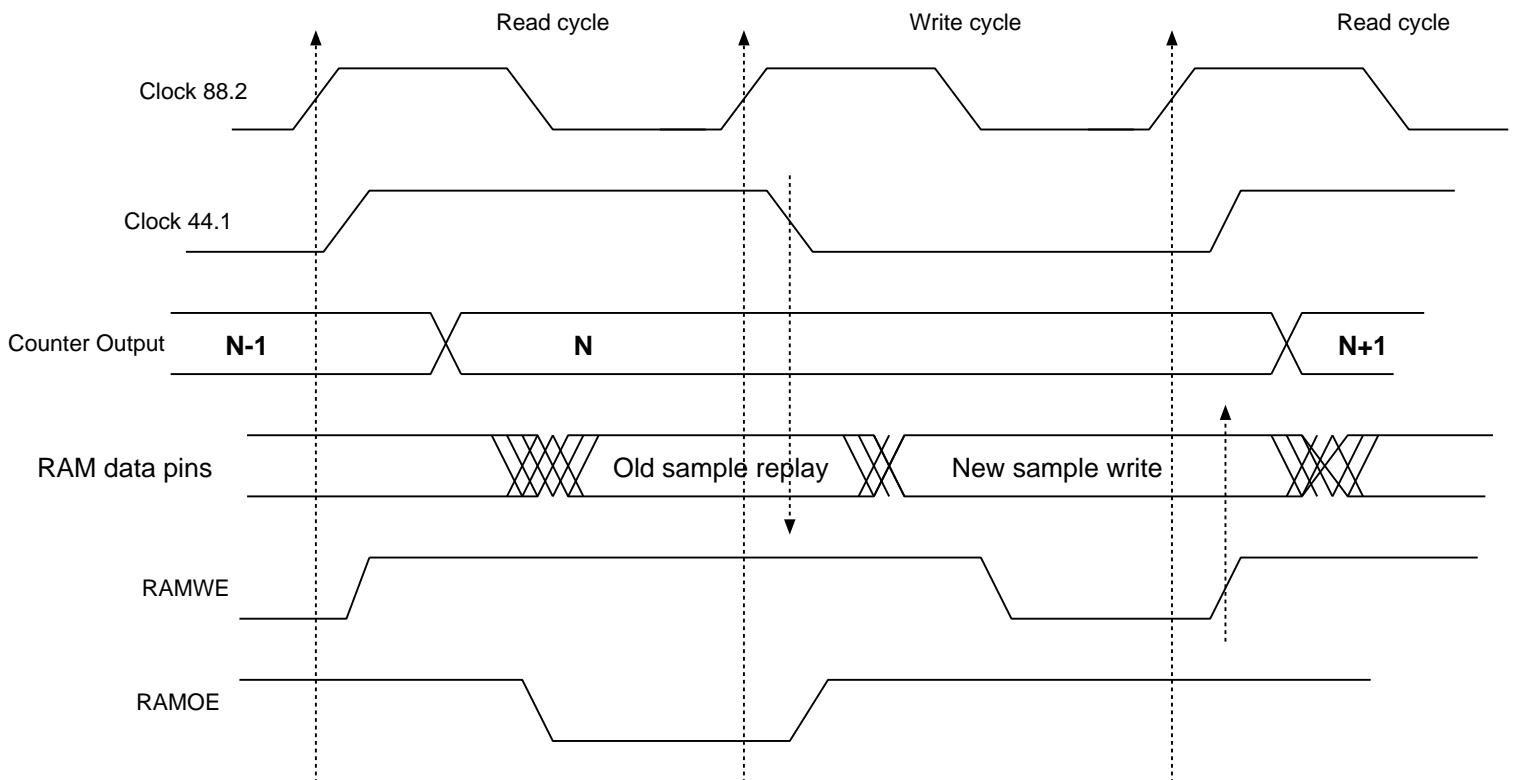 Read cycle
Write cycle
Read cycle
Clock 88.2
Clock 44.1
Counter Output
N-1
N
N+1
RAM data pins
Old sample replay
New sample write
RAMWE
RAMOE